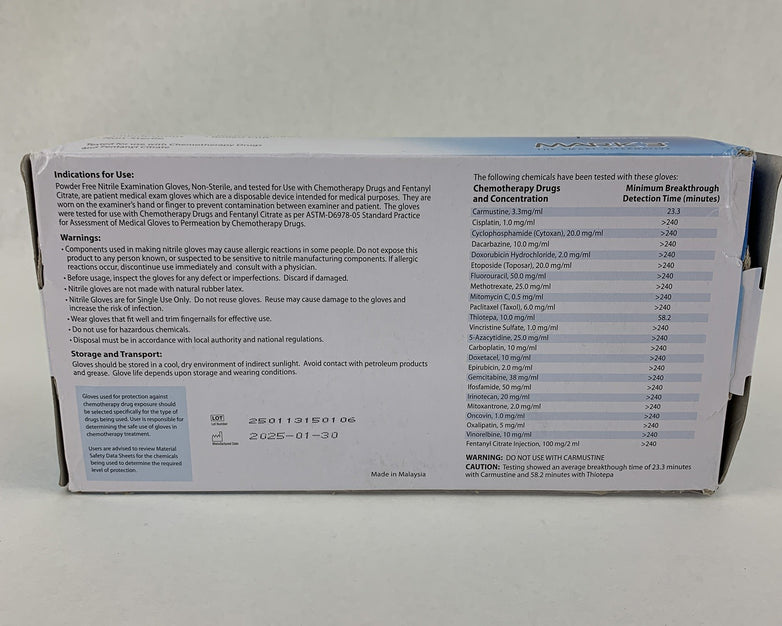 Tested for use with Chemotherapy Drugs
and Fentanyl Citrate
Indications for Use:
Powder Free Nitrile Examination Gloves, Non-Sterile, and tested for Use with Chemotherapy Drugs and Fentanyl
Citrate, are patient medical exam gloves which are a disposable device intended for medical purposes. They are
worn on the examiner's hand or finger to prevent contamination between examiner and patient. The gloves
were tested for use with Chemotherapy Drugs and Fentanyl Citrate as per ASTM-D6978-05 Standard Practice
for Assessment of Medical Gloves to Permeation by Chemotherapy Drugs.
Warnings:
• Components used in making nitrile gloves may cause allergic reactions in some people. Do not expose this
product to any person known, or suspected to be sensitive to nitrile manufacturing components. If allergic
reactions occur, discontinue use immediately and consult with a physician.
• Before usage, inspect the gloves for any defect or imperfections. Discard if damaged.
• Nitrile gloves are not made with natural rubber latex.
• Nitrile Gloves are for Single Use Only. Do not reuse gloves. Reuse may cause damage to the gloves and
increase the risk of infection.
• Wear gloves that fit well and trim fingernails for effective use.
• Do not use for hazardous chemicals.
• Disposal must be in accordance with local authority and national regulations.
Storage and Transport:
Gloves should be stored in a cool, dry environment of indirect sunlight. Avoid contact with petroleum products
and grease. Glove life depends upon storage and wearing conditions.
Gloves used for protection against
chemotherapy drug exposure should
be selected specifically for the type of
drugs being used. User is responsible for
determining the safe use of gloves in
chemotherapy treatment.
Users are advised to review Material
Safety Data Sheets for the chemicals
being used to determine the required
level of protection.
LOT 250113150106
Lot Number
2025-01-30
Manufactured Date
Made in Malaysia
The following chemicals have been tested with these gloves:
Chemotherapy Drugs Minimum Breakthrough
and Concentration Detection Time (minutes)
Carmustine, 3.3mg/ml 23.3
Cisplatin, 1.0 mg/ml >240
Cyclophosphamide (Cytoxan), 20.0 mg/ml >240
Dacarbazine, 10.0 mg/ml >240
Doxorubicin Hydrochloride, 2.0 mg/ml >240
Etoposide (Toposar), 20.0 mg/ml >240
Fluorouracil, 50.0 mg/ml >240
Methotrexate, 25.0 mg/ml >240
Mitomycin C, 0.5 mg/ml >240
Paclitaxel (Taxol), 6.0 mg/ml >240
Thiotepa, 10.0 mg/ml 58.2
Vincristine Sulfate, 1.0 mg/ml >240
5-Azacytidine, 25.0 mg/ml >240
Carboplatin, 10 mg/ml >240
Doxetacel, 10 mg/ml >240
Epirubicin, 2.0 mg/ml >240
Gemcitabine, 38 mg/ml >240
Ifosfamide, 50 mg/ml >240
Irinotecan, 20 mg/ml >240
Mitoxantrone, 2.0 mg/ml >240
Oncovin, 1.0 mg/ml >240
Oxalipatin, 5 mg/ml >240
Vinorelbine, 10 mg/ml >240
Fentanyl Citrate Injection, 100 mg/2 ml >240
WARNING: DO NOT USE WITH CARMUSTINE
CAUTION: Testing showed an average breakthrough time of 23.3 minutes
with Carmustine and 58.2 minutes with Thiotepa